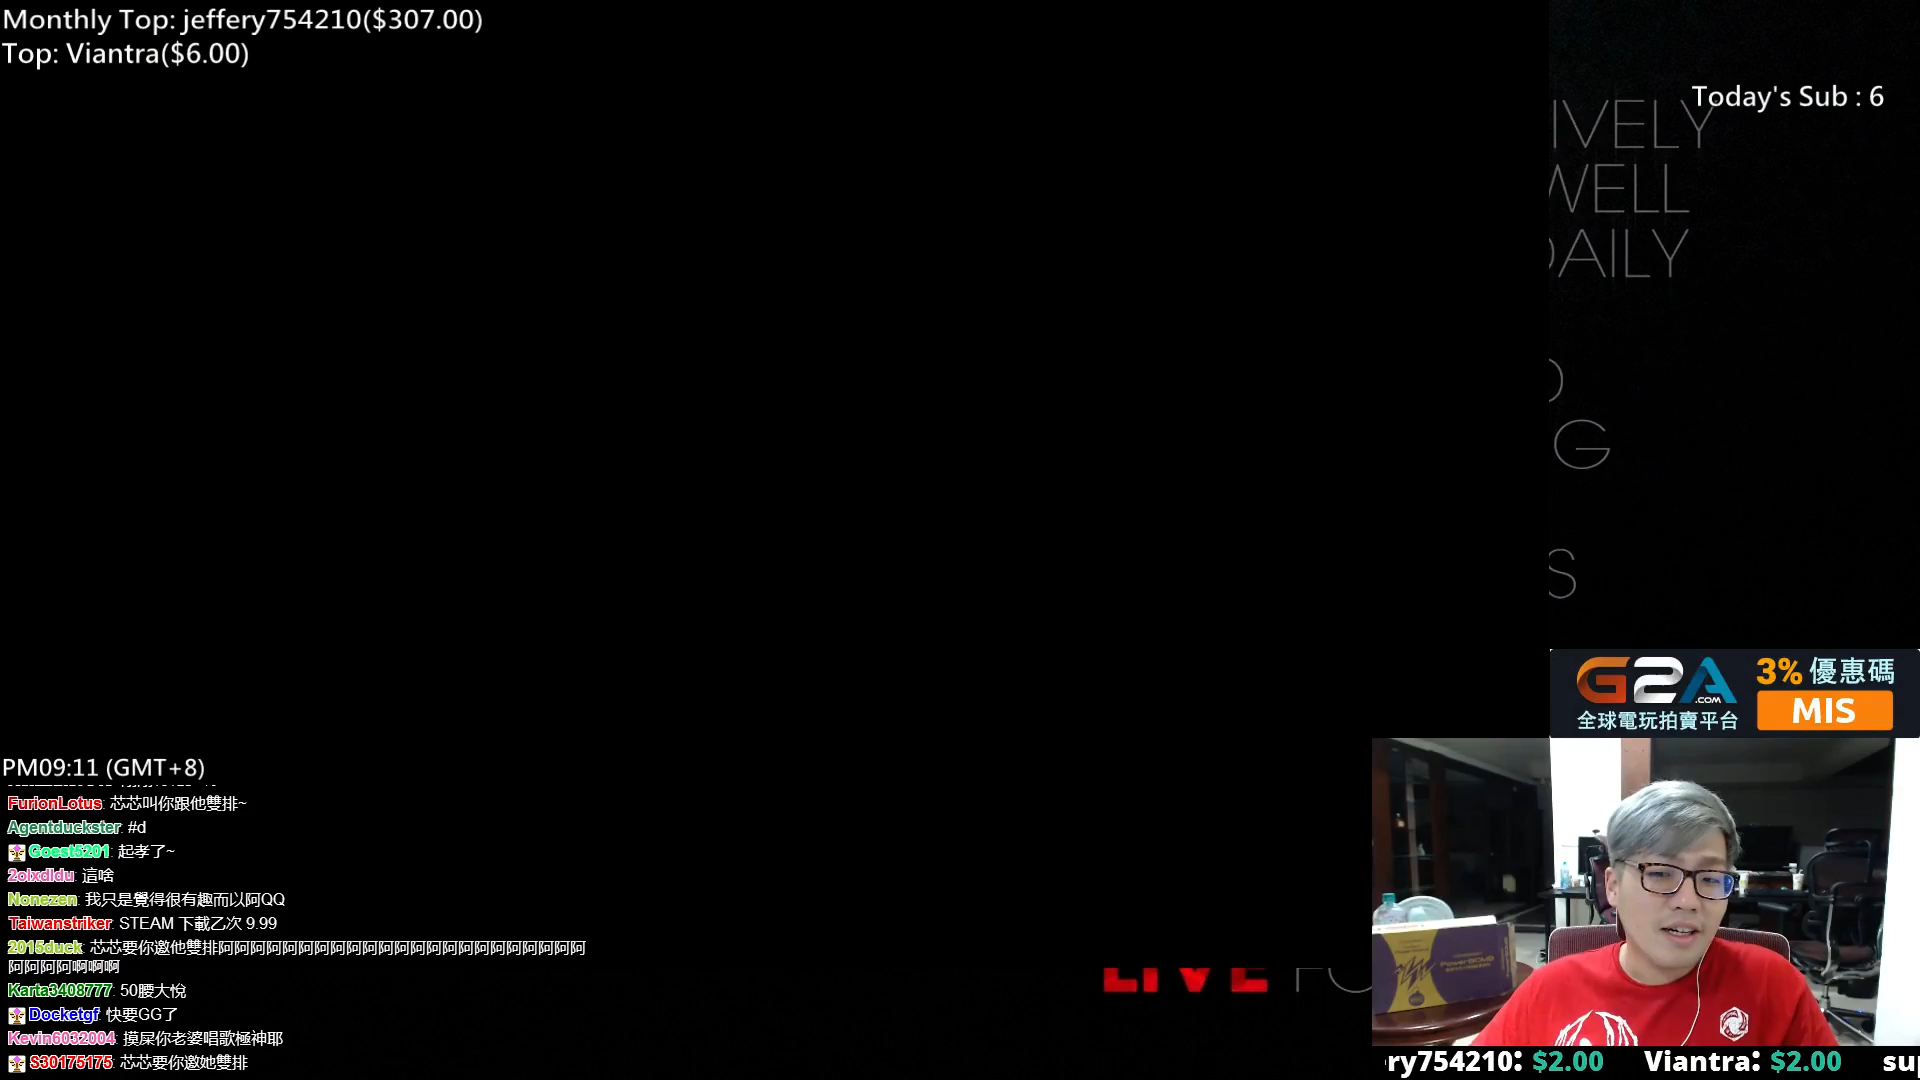 Monthly Top: jeffery754210($307.00)
Top: Viantra($6.00)
Today's Sub : 6
IVELY
WELL
DAILY
G
S
G2A.COM
全球電玩拍賣平台
3% 優惠碼
MIS
PM09:11 (GMT+8)
FurionLotus: 芯芯叫你跟他雙排~
Agentduckster: #d
Goest5201: 起孝了~
2olxdldu: 這啥
Nonezen: 我只是覺得很有趣而以阿QQ
Taiwanstriker: STEAM 下載乙次 9.99
2015duck: 芯芯要你邀他雙排阿阿阿阿阿阿阿阿阿阿阿阿阿阿阿阿阿阿阿阿阿阿阿
阿阿阿阿啊啊啊
Karta3408777: 50腰大悅
Docketgf: 快要GG了
Kevin6032004: 摸屎你老婆唱歌極神耶
S30175175: 芯芯要你邀她雙排
LIVE FO
ry754210: $2.00 Viantra: $2.00 su